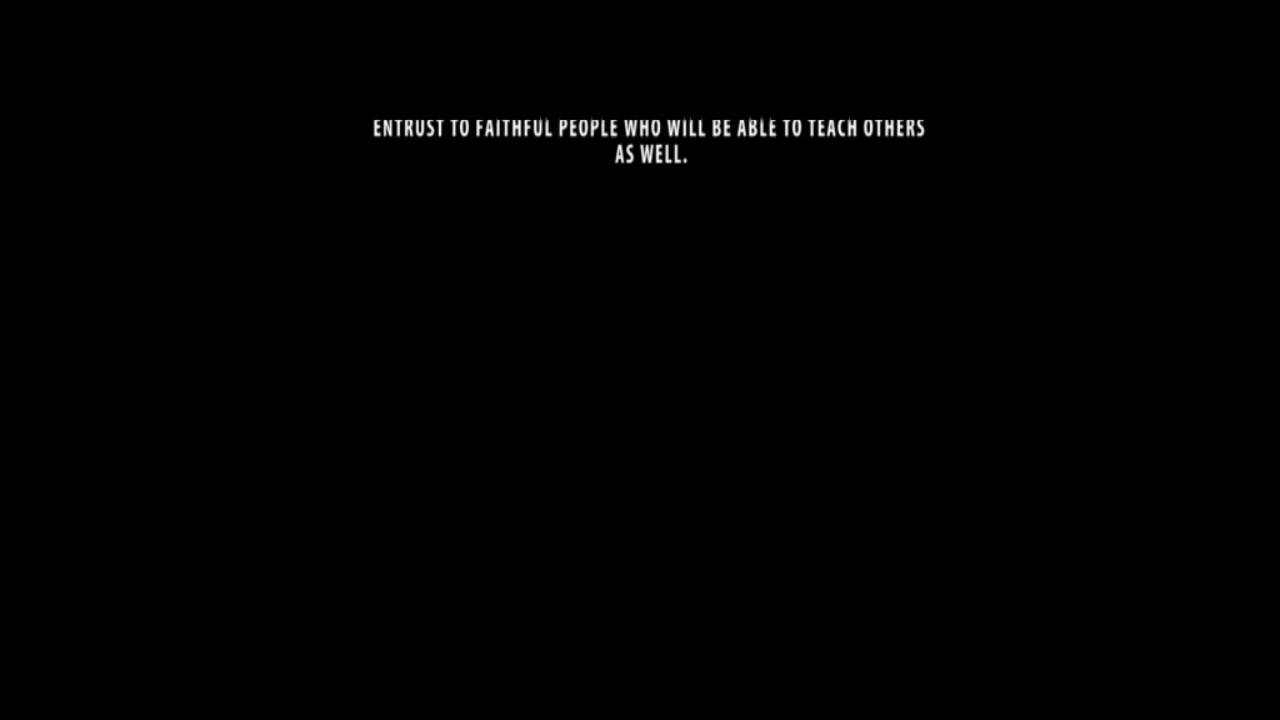 ENTRUST TO FAITHFUL PEOPLE WHO WILL BE ABLE TO TEACH OTHERS
AS WELL.